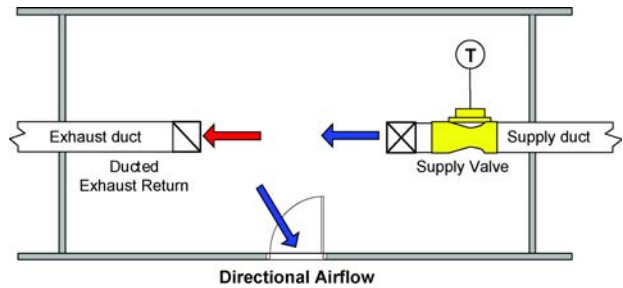 T
Exhaust duct
Supply duct
Ducted
Exhaust Return
Supply Valve
Directional Airflow